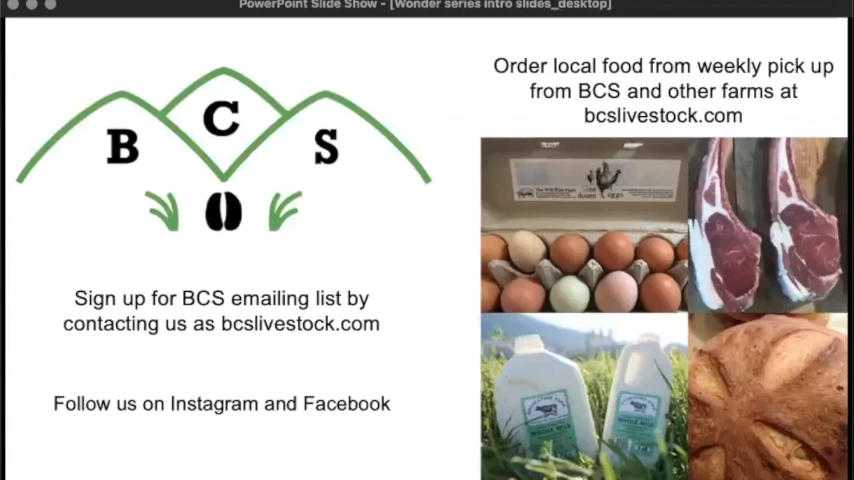 PowerPoint Slide Show - [Wonder series intro slides_desktop]
B C S
Sign up for BCS emailing list by
contacting us as bcslivestock.com
Follow us on Instagram and Facebook
Order local food from weekly pick up
from BCS and other farms at
bcslivestock.com
dozen eggs
WHOLE MILK
WHOLE MILK